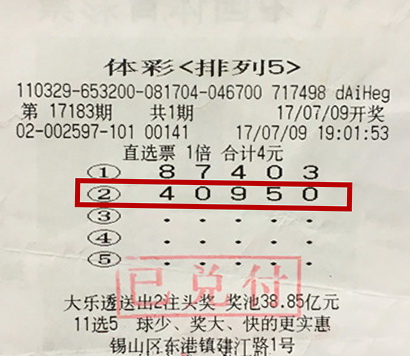 体彩<排列5>
110329-653200-081704-046700 717498 dAiHeg
第 17183期 共1期 17/07/09开奖
02-002597-101 00141 17/07/09 19:01:53
直选票 1倍 合计4元
① 8 7 4 0 3
② 4 0 9 5 0
③ . . . . .
④ . . . . .
⑤ . . . . .
已兑付
大乐透送出2注头奖 奖池38.85亿元
11选5 球少、奖大、快的更实惠
锡山区东港镇建江路1号